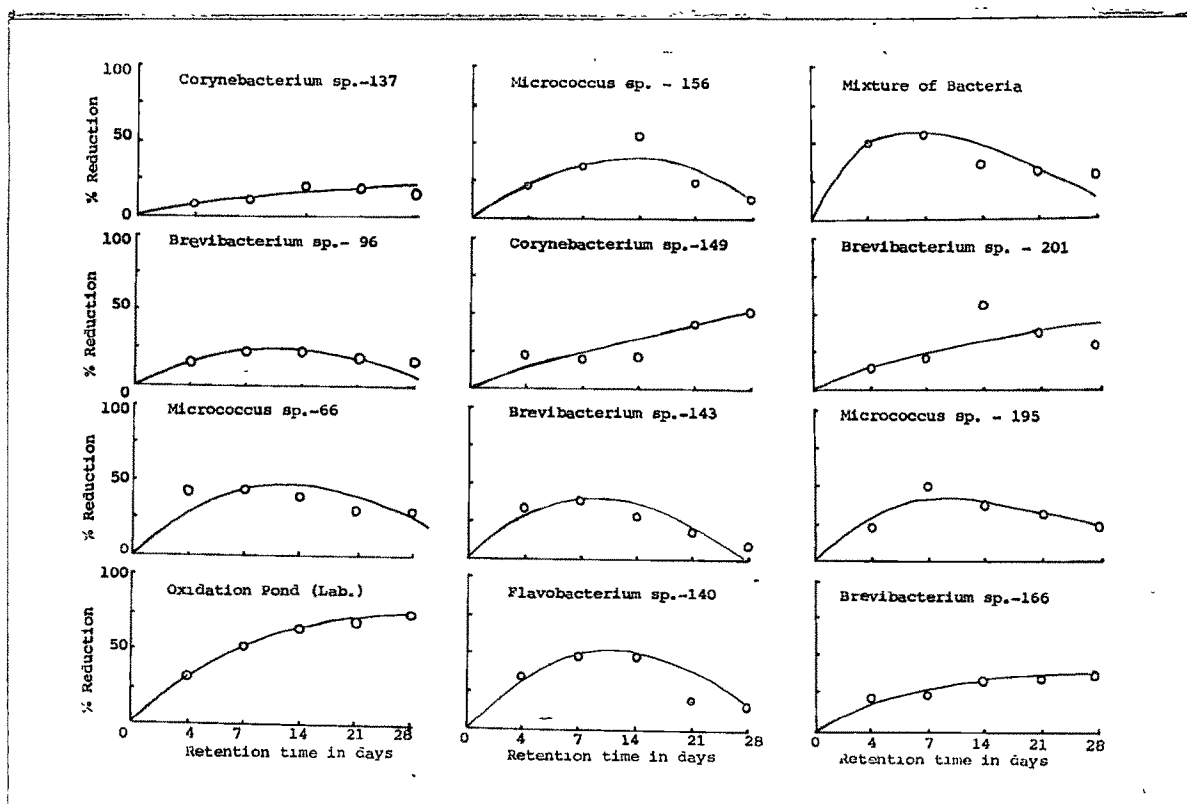 100
Corynebacterium sp.-137
Micrococcus sp. - 156
Mixture of Bacteria
50
% Reduction
0
100
Brevibacterium sp.- 96
Corynebacterium sp.-149
Brevibacterium sp. - 201
50
% Reduction
0
100
Micrococcus sp.-66
Brevibacterium sp.-143
Micrococcus sp. - 195
50
% Reduction
0
100
Oxidation Pond (Lab.)
Flavobacterium sp.-140
Brevibacterium sp.-166
50
% Reduction
0 4 7 14 21 28
0 4 7 14 21 28
0 4 7 14 21 28
Retention time in days
Retention time in days
Retention time in days